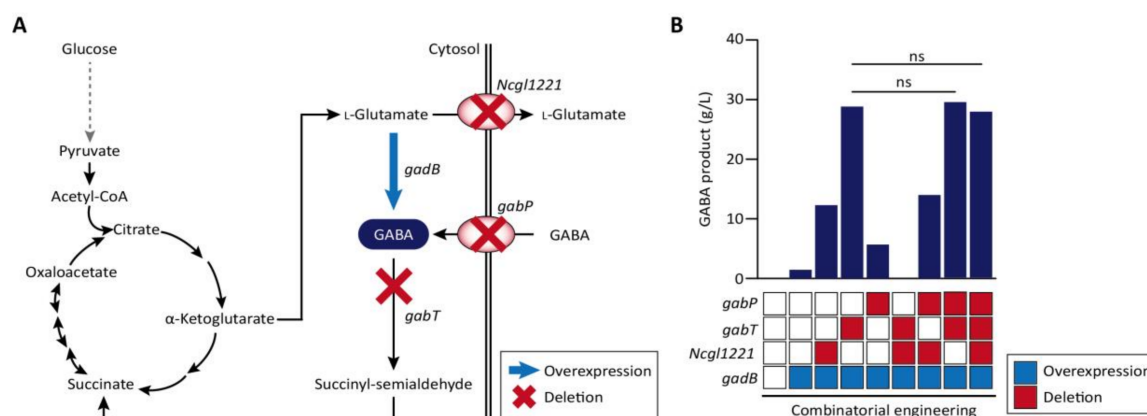 A
Glucose
Pyruvate
Acetyl-CoA
Citrate
Oxaloacetate
α-Ketoglutarate
Succinate
Cytosol
Ncgl1221
L-Glutamate
L-Glutamate
gadB
gabP
GABA
GABA
gabT
Succinyl-semialdehyde
Overexpression
Deletion
B
GABA product (g/L)
40
30
20
10
0
ns
ns
gabP
gabT
Ncgl1221
gadB
Combinatorial engineering
Overexpression
Deletion